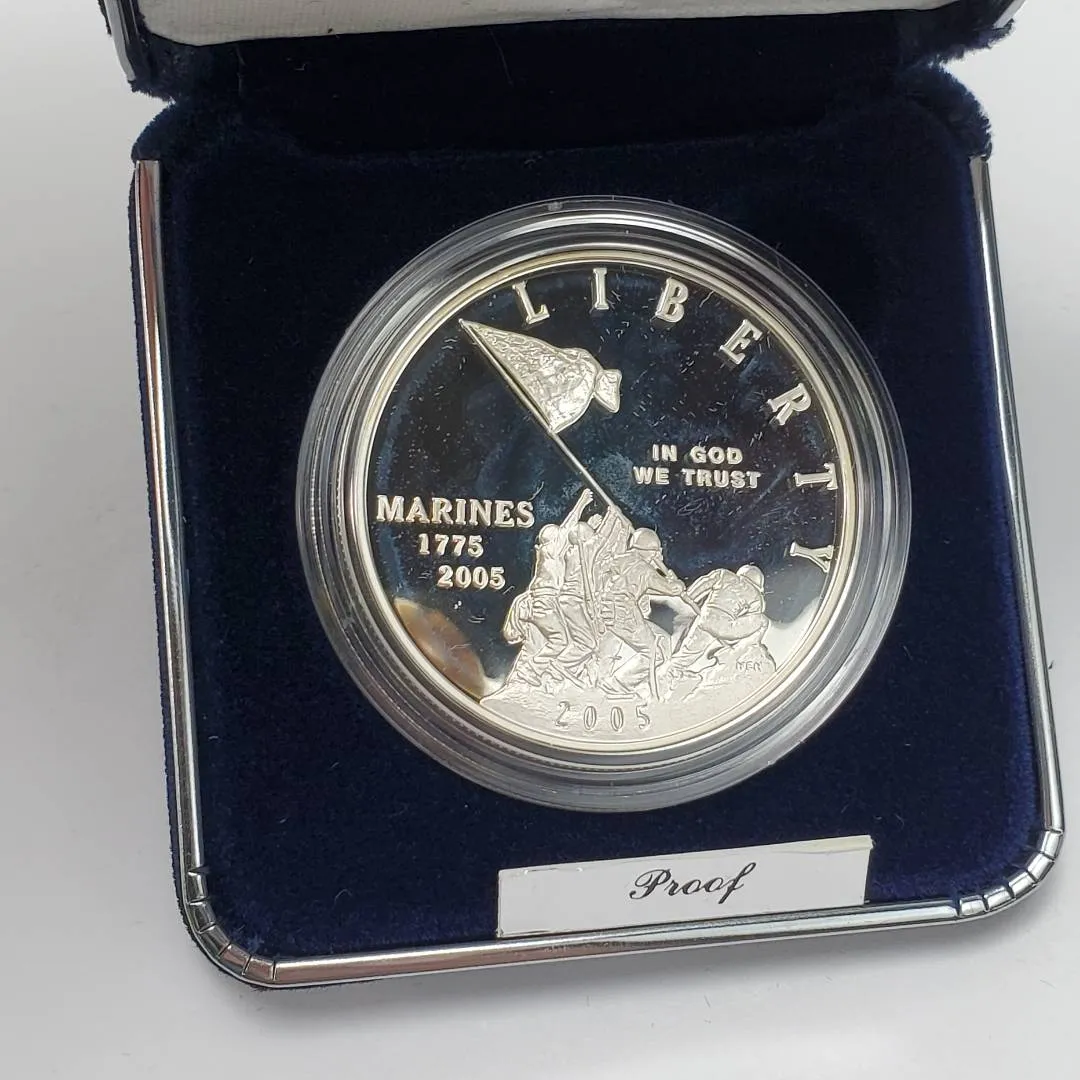 LIBERTY
IN GOD
WE TRUST
MARINES
1775
2005
2005
Proof